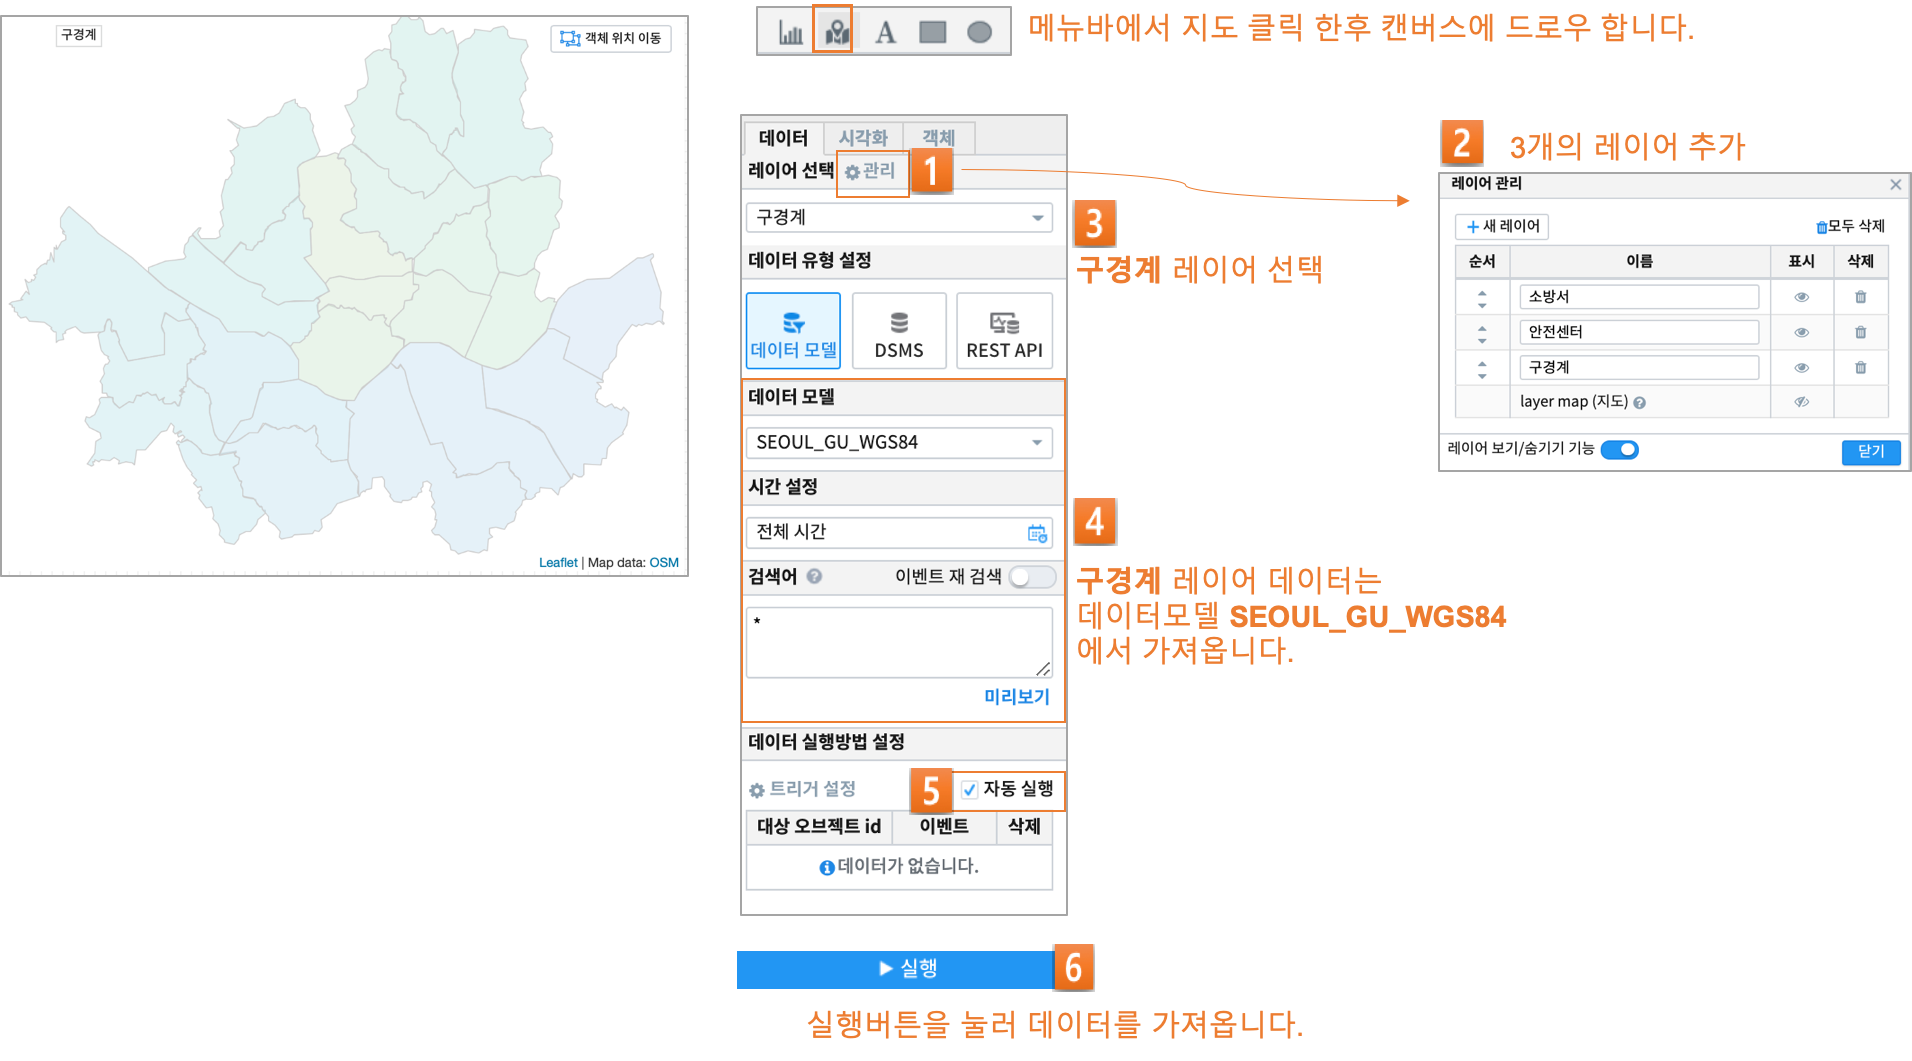 구경계
객체 위치 이동
Leaflet | Map data: OSM
A
메뉴바에서 지도 클릭 한후 캔버스에 드로우 합니다.
데이터 시각화 객체
레이어 선택 관리 1
구경계
3
구경계 레이어 선택
데이터 유형 설정
데이터 모델 DSMS REST API
데이터 모델
SEOUL_GU_WGS84
시간 설정
전체 시간
4
검색어 ? 이벤트 재 검색
*
미리보기
구경계 레이어 데이터는
데이터모델 SEOUL_GU_WGS84
에서 가져옵니다.
데이터 실행방법 설정
트리거 설정 5 자동 실행
대상 오브젝트 id 이벤트 삭제
데이터가 없습니다.
실행 6
실행버튼을 눌러 데이터를 가져옵니다.
2 3개의 레이어 추가
레이어 관리 ×
+ 새 레이어 모두 삭제
순서 이름 표시 삭제
소방서
안전센터
구경계
layer map (지도) ?
레이어 보기/숨기기 기능 닫기